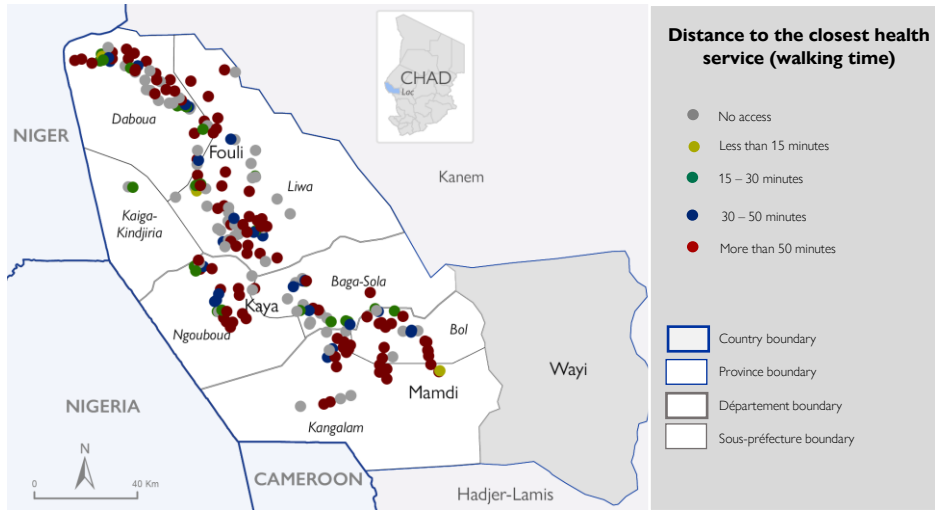 Distance to the closest health
service (walking time)
No access
Less than 15 minutes
15 – 30 minutes
30 – 50 minutes
More than 50 minutes
Country boundary
Province boundary
Département boundary
Sous-préfecture boundary
CHAD
Lac
NIGER
Daboua
Fouli
Liwa
Kanem
Kaiga-
Kindjiria
Baga-Sola
Kaya
Ngouboua
Bol
Wayi
Mamdi
NIGERIA
Kangalam
N
CAMEROON
0
40 Km
Hadjer-Lamis